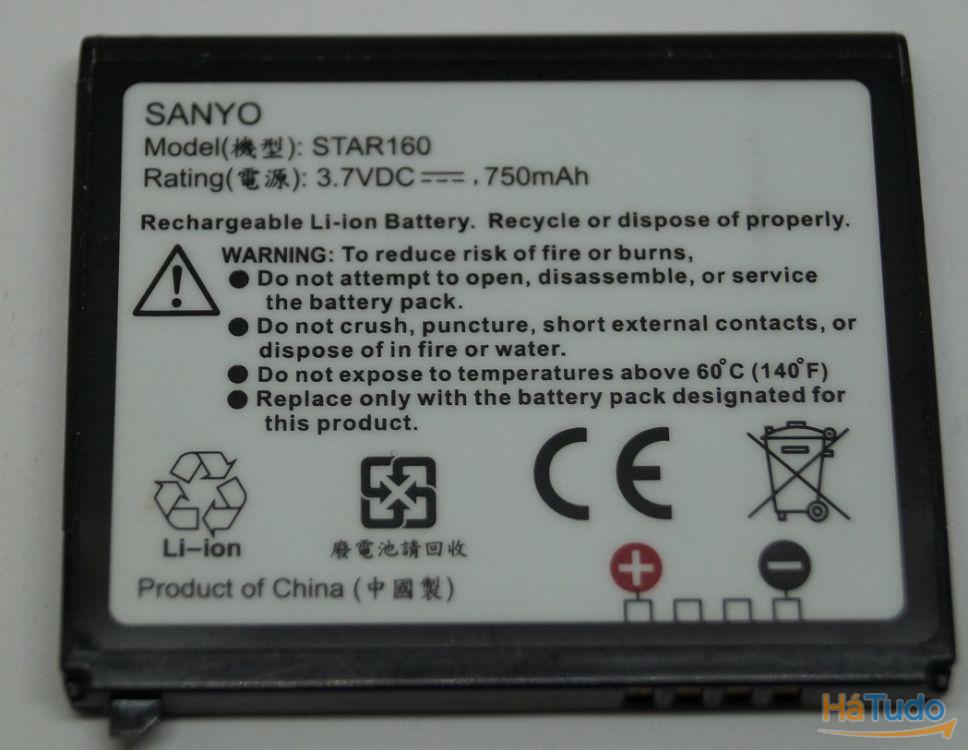 SANYO
Model(機型): STAR160
Rating(電源): 3.7VDC ⎓ , 750mAh
Rechargeable Li-ion Battery. Recycle or dispose of properly.
WARNING: To reduce risk of fire or burns,
● Do not attempt to open, disassemble, or service
the battery pack.
● Do not crush, puncture, short external contacts, or
dispose of in fire or water.
● Do not expose to temperatures above 60°C (140°F)
● Replace only with the battery pack designated for
this product.
CE
Li-ion
廢電池請回收
Product of China (中國製)
+ −
HáTudo